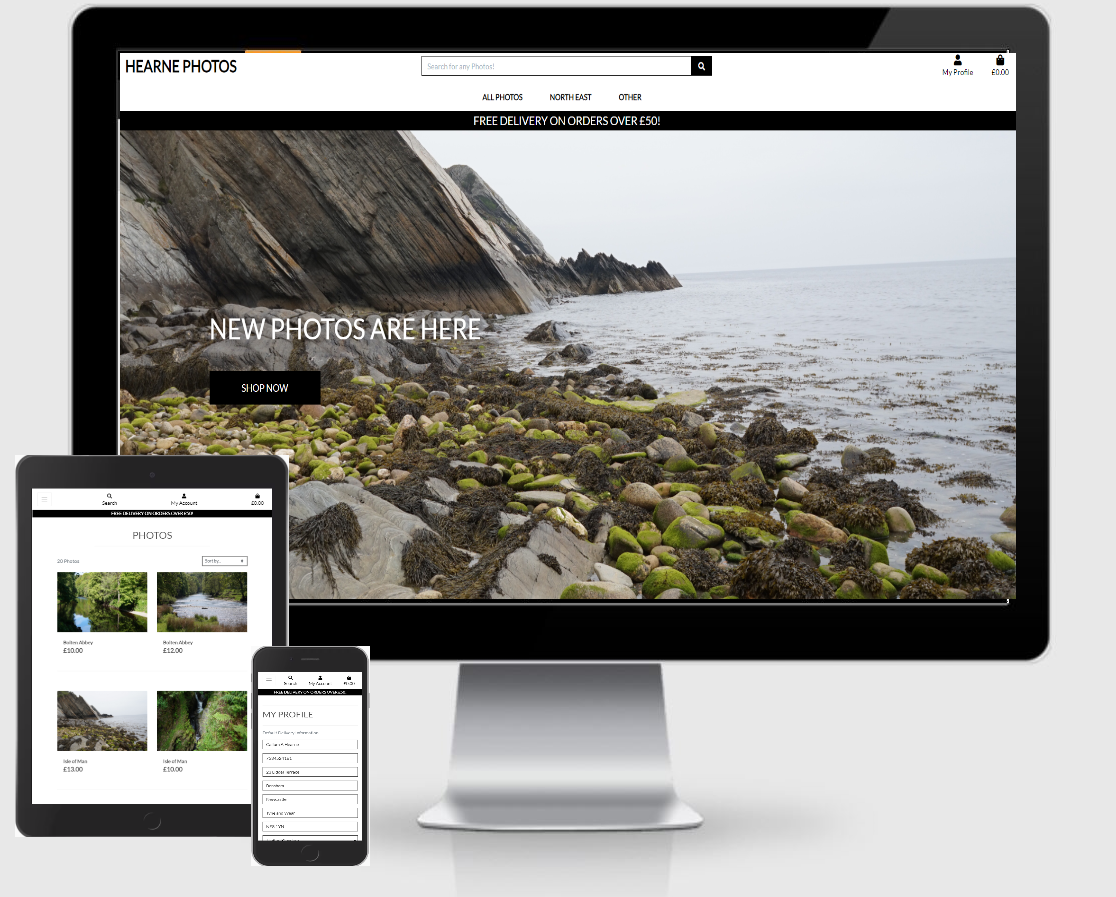 HEARNE PHOTOS
Search for any Photos!
My Profile
£0.00
ALL PHOTOS NORTH EAST OTHER
FREE DELIVERY ON ORDERS OVER £50!
NEW PHOTOS ARE HERE
SHOP NOW
Search
My Account
£0.00
FREE DELIVERY ON ORDERS OVER £50!
PHOTOS
20 Photos
Sort by...
Bolten Abbey
£10.00
Bolten Abbey
£12.00
Isle of Man
£13.00
Isle of Man
£10.00
Search
My Account
£0.00
FREE DELIVERY ON ORDERS OVER £50!
MY PROFILE
Default Delivery Information